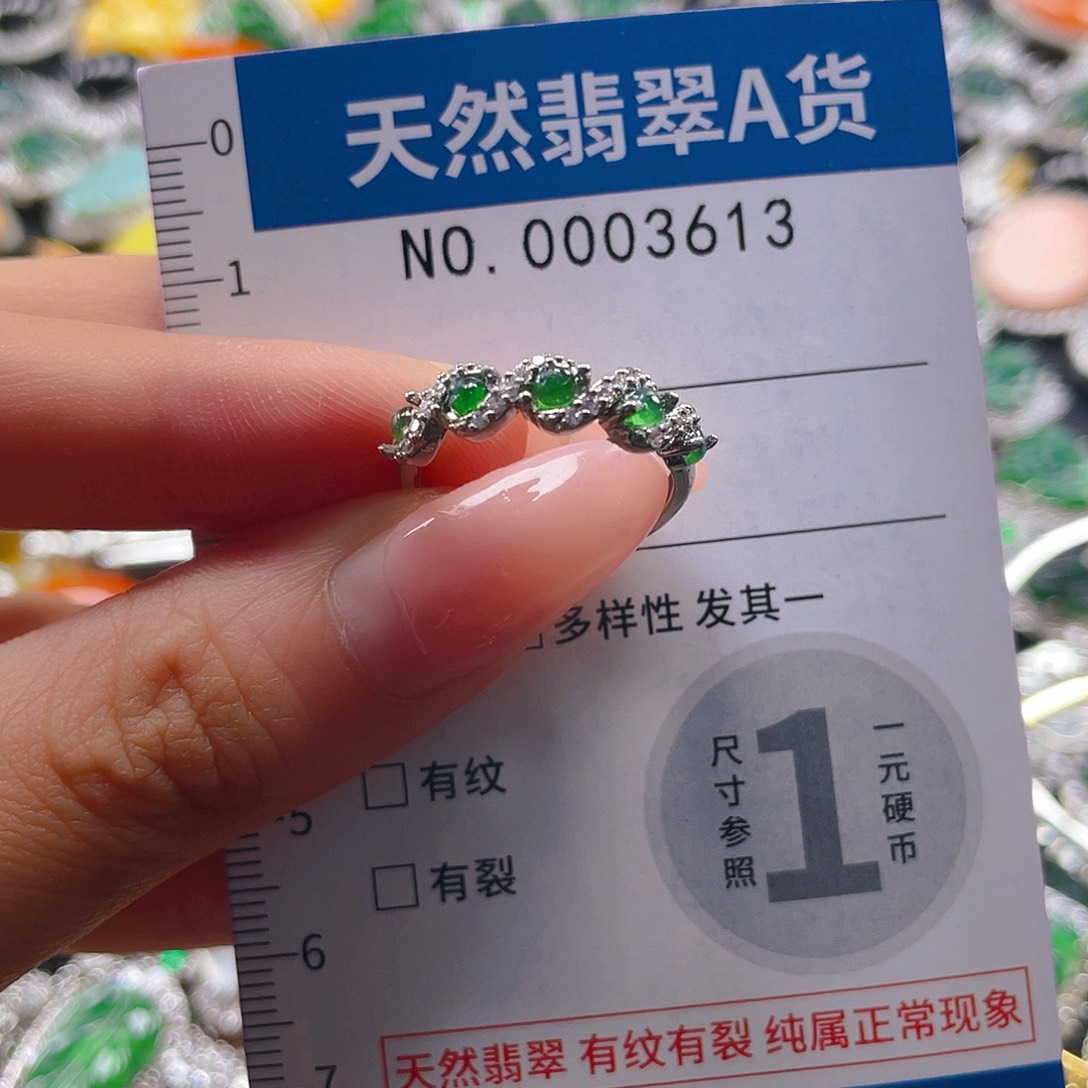 天然翡翠A货
NO. 0003613
0
1
多样性 发其一
有纹
5
有裂
尺寸参照
1
一元硬币
6
天然翡翠 有纹有裂 纯属正常现象
7